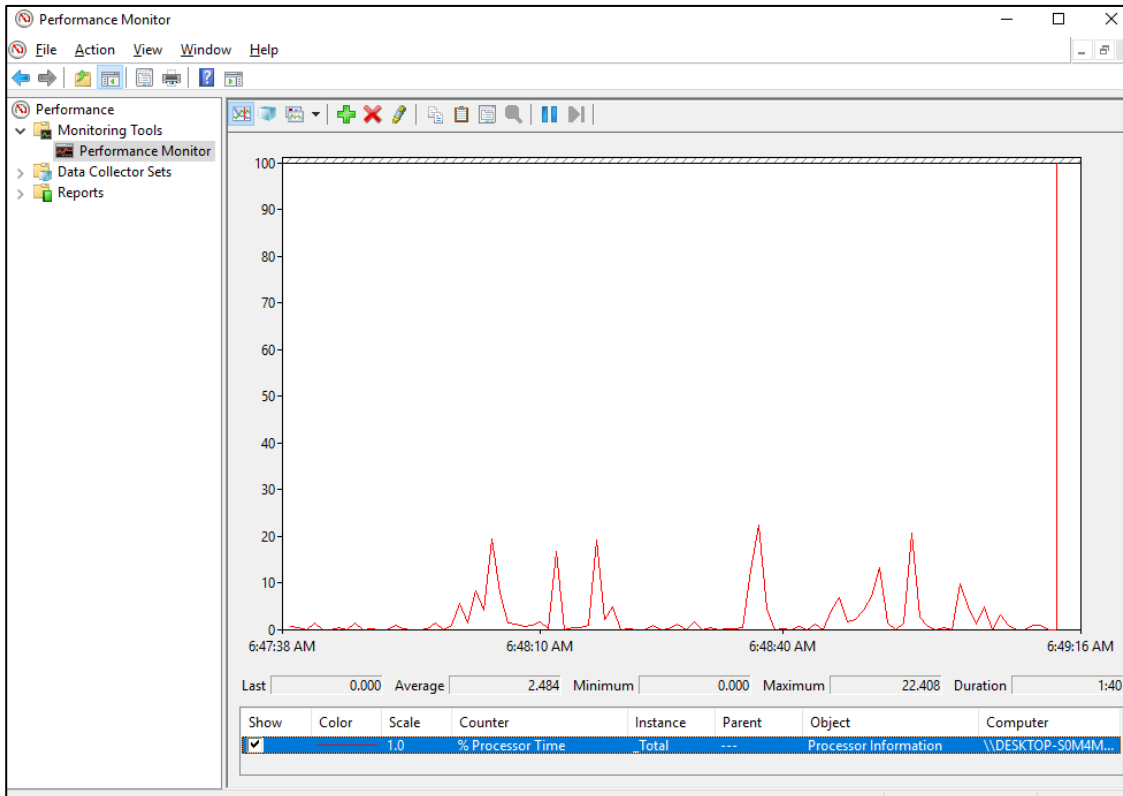 Performance Monitor
File Action View Window Help
Performance
Monitoring Tools
Performance Monitor
Data Collector Sets
Reports
100
90
80
70
60
50
40
30
20
10
0
6:47:38 AM 6:48:10 AM 6:48:40 AM 6:49:16 AM
Last 0.000 Average 2.484 Minimum 0.000 Maximum 22.408 Duration 1:40
Show Color Scale Counter Instance Parent Object Computer
1.0 % Processor Time _Total --- Processor Information \\DESKTOP-S0M4M...